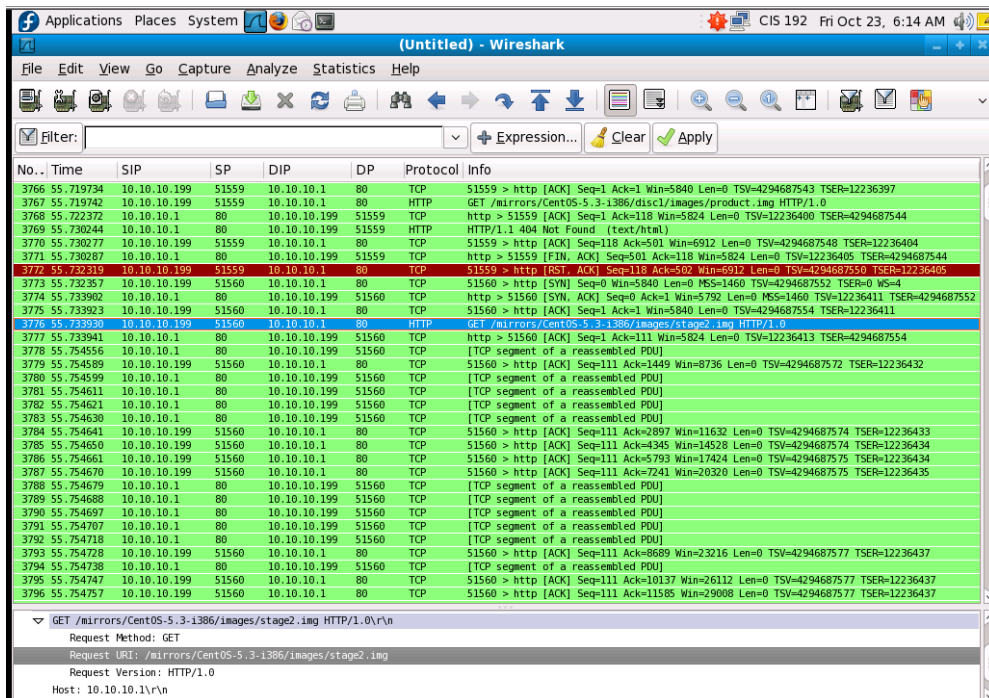 Applications Places System CIS 192 Fri Oct 23, 6:14 AM
(Untitled) - Wireshark
File Edit View Go Capture Analyze Statistics Help
Filter: Expression... Clear Apply
No.. Time SIP SP DIP DP Protocol Info
3766 55.719734 10.10.10.199 51559 10.10.10.1 80 TCP 51559 > http [ACK] Seq=1 Ack=1 Win=5840 Len=0 TSV=4294687543 TSER=12236397
3767 55.719742 10.10.10.199 51559 10.10.10.1 80 HTTP GET /mirrors/CentOS-5.3-i386/disc1/images/product.img HTTP/1.0
3768 55.722372 10.10.10.1 80 10.10.10.199 51559 TCP http > 51559 [ACK] Seq=1 Ack=118 Win=5824 Len=0 TSV=12236400 TSER=4294687544
3769 55.730244 10.10.10.1 80 10.10.10.199 51559 HTTP HTTP/1.1 404 Not Found (text/html)
3770 55.730277 10.10.10.199 51559 10.10.10.1 80 TCP 51559 > http [ACK] Seq=118 Ack=501 Win=6912 Len=0 TSV=4294687548 TSER=12236404
3771 55.730287 10.10.10.1 80 10.10.10.199 51559 TCP http > 51559 [FIN, ACK] Seq=501 Ack=118 Win=5824 Len=0 TSV=12236405 TSER=4294687544
3772 55.732319 10.10.10.199 51559 10.10.10.1 80 TCP 51559 > http [RST, ACK] Seq=118 Ack=502 Win=6912 Len=0 TSV=4294687550 TSER=12236405
3773 55.732357 10.10.10.199 51560 10.10.10.1 80 TCP 51560 > http [SYN] Seq=0 Win=5840 Len=0 MSS=1460 TSV=4294687552 TSER=0 WS=4
3774 55.733902 10.10.10.1 80 10.10.10.199 51560 TCP http > 51560 [SYN, ACK] Seq=0 Ack=1 Win=5792 Len=0 MSS=1460 TSV=12236411 TSER=4294687552
3775 55.733923 10.10.10.199 51560 10.10.10.1 80 TCP 51560 > http [ACK] Seq=1 Ack=1 Win=5840 Len=0 TSV=4294687554 TSER=12236411
3776 55.733930 10.10.10.199 51560 10.10.10.1 80 HTTP GET /mirrors/CentOS-5.3-i386/images/stage2.img HTTP/1.0
3777 55.733941 10.10.10.1 80 10.10.10.199 51560 TCP http > 51560 [ACK] Seq=1 Ack=111 Win=5824 Len=0 TSV=12236413 TSER=4294687554
3778 55.754556 10.10.10.1 80 10.10.10.199 51560 TCP [TCP segment of a reassembled PDU]
3779 55.754589 10.10.10.199 51560 10.10.10.1 80 TCP 51560 > http [ACK] Seq=111 Ack=1449 Win=8736 Len=0 TSV=4294687572 TSER=12236432
3780 55.754599 10.10.10.1 80 10.10.10.199 51560 TCP [TCP segment of a reassembled PDU]
3781 55.754611 10.10.10.1 80 10.10.10.199 51560 TCP [TCP segment of a reassembled PDU]
3782 55.754621 10.10.10.1 80 10.10.10.199 51560 TCP [TCP segment of a reassembled PDU]
3783 55.754630 10.10.10.1 80 10.10.10.199 51560 TCP [TCP segment of a reassembled PDU]
3784 55.754641 10.10.10.199 51560 10.10.10.1 80 TCP 51560 > http [ACK] Seq=111 Ack=2897 Win=11632 Len=0 TSV=4294687574 TSER=12236433
3785 55.754650 10.10.10.199 51560 10.10.10.1 80 TCP 51560 > http [ACK] Seq=111 Ack=4345 Win=14528 Len=0 TSV=4294687574 TSER=12236434
3786 55.754661 10.10.10.199 51560 10.10.10.1 80 TCP 51560 > http [ACK] Seq=111 Ack=5793 Win=17424 Len=0 TSV=4294687575 TSER=12236434
3787 55.754670 10.10.10.199 51560 10.10.10.1 80 TCP 51560 > http [ACK] Seq=111 Ack=7241 Win=20320 Len=0 TSV=4294687575 TSER=12236435
3788 55.754679 10.10.10.1 80 10.10.10.199 51560 TCP [TCP segment of a reassembled PDU]
3789 55.754688 10.10.10.1 80 10.10.10.199 51560 TCP [TCP segment of a reassembled PDU]
3790 55.754697 10.10.10.1 80 10.10.10.199 51560 TCP [TCP segment of a reassembled PDU]
3791 55.754707 10.10.10.1 80 10.10.10.199 51560 TCP [TCP segment of a reassembled PDU]
3792 55.754718 10.10.10.1 80 10.10.10.199 51560 TCP [TCP segment of a reassembled PDU]
3793 55.754728 10.10.10.199 51560 10.10.10.1 80 TCP 51560 > http [ACK] Seq=111 Ack=8689 Win=23216 Len=0 TSV=4294687577 TSER=12236437
3794 55.754738 10.10.10.1 80 10.10.10.199 51560 TCP [TCP segment of a reassembled PDU]
3795 55.754747 10.10.10.199 51560 10.10.10.1 80 TCP 51560 > http [ACK] Seq=111 Ack=10137 Win=26112 Len=0 TSV=4294687577 TSER=12236437
3796 55.754757 10.10.10.199 51560 10.10.10.1 80 TCP 51560 > http [ACK] Seq=111 Ack=11585 Win=29008 Len=0 TSV=4294687577 TSER=12236437
GET /mirrors/CentOS-5.3-i386/images/stage2.img HTTP/1.0\r\n
Request Method: GET
Request URI: /mirrors/CentOS-5.3-i386/images/stage2.img
Request Version: HTTP/1.0
Host: 10.10.10.1\r\n